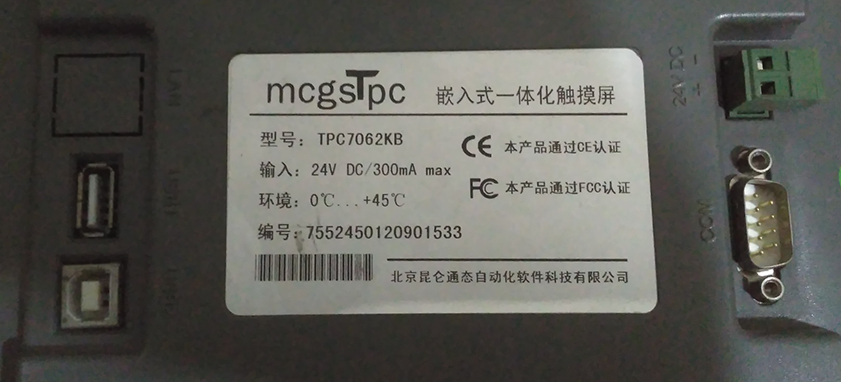 mcgsTpc 嵌入式一体化触摸屏
型号: TPC7062KB
CE 本产品通过CE认证
输入: 24V DC/300mA max
FC 本产品通过FCC认证
环境: 0℃...+45℃
编号: 7552450120901533
北京昆仑通态自动化软件科技有限公司
LAN
USB1
USB2
24V DC
+ -
COM